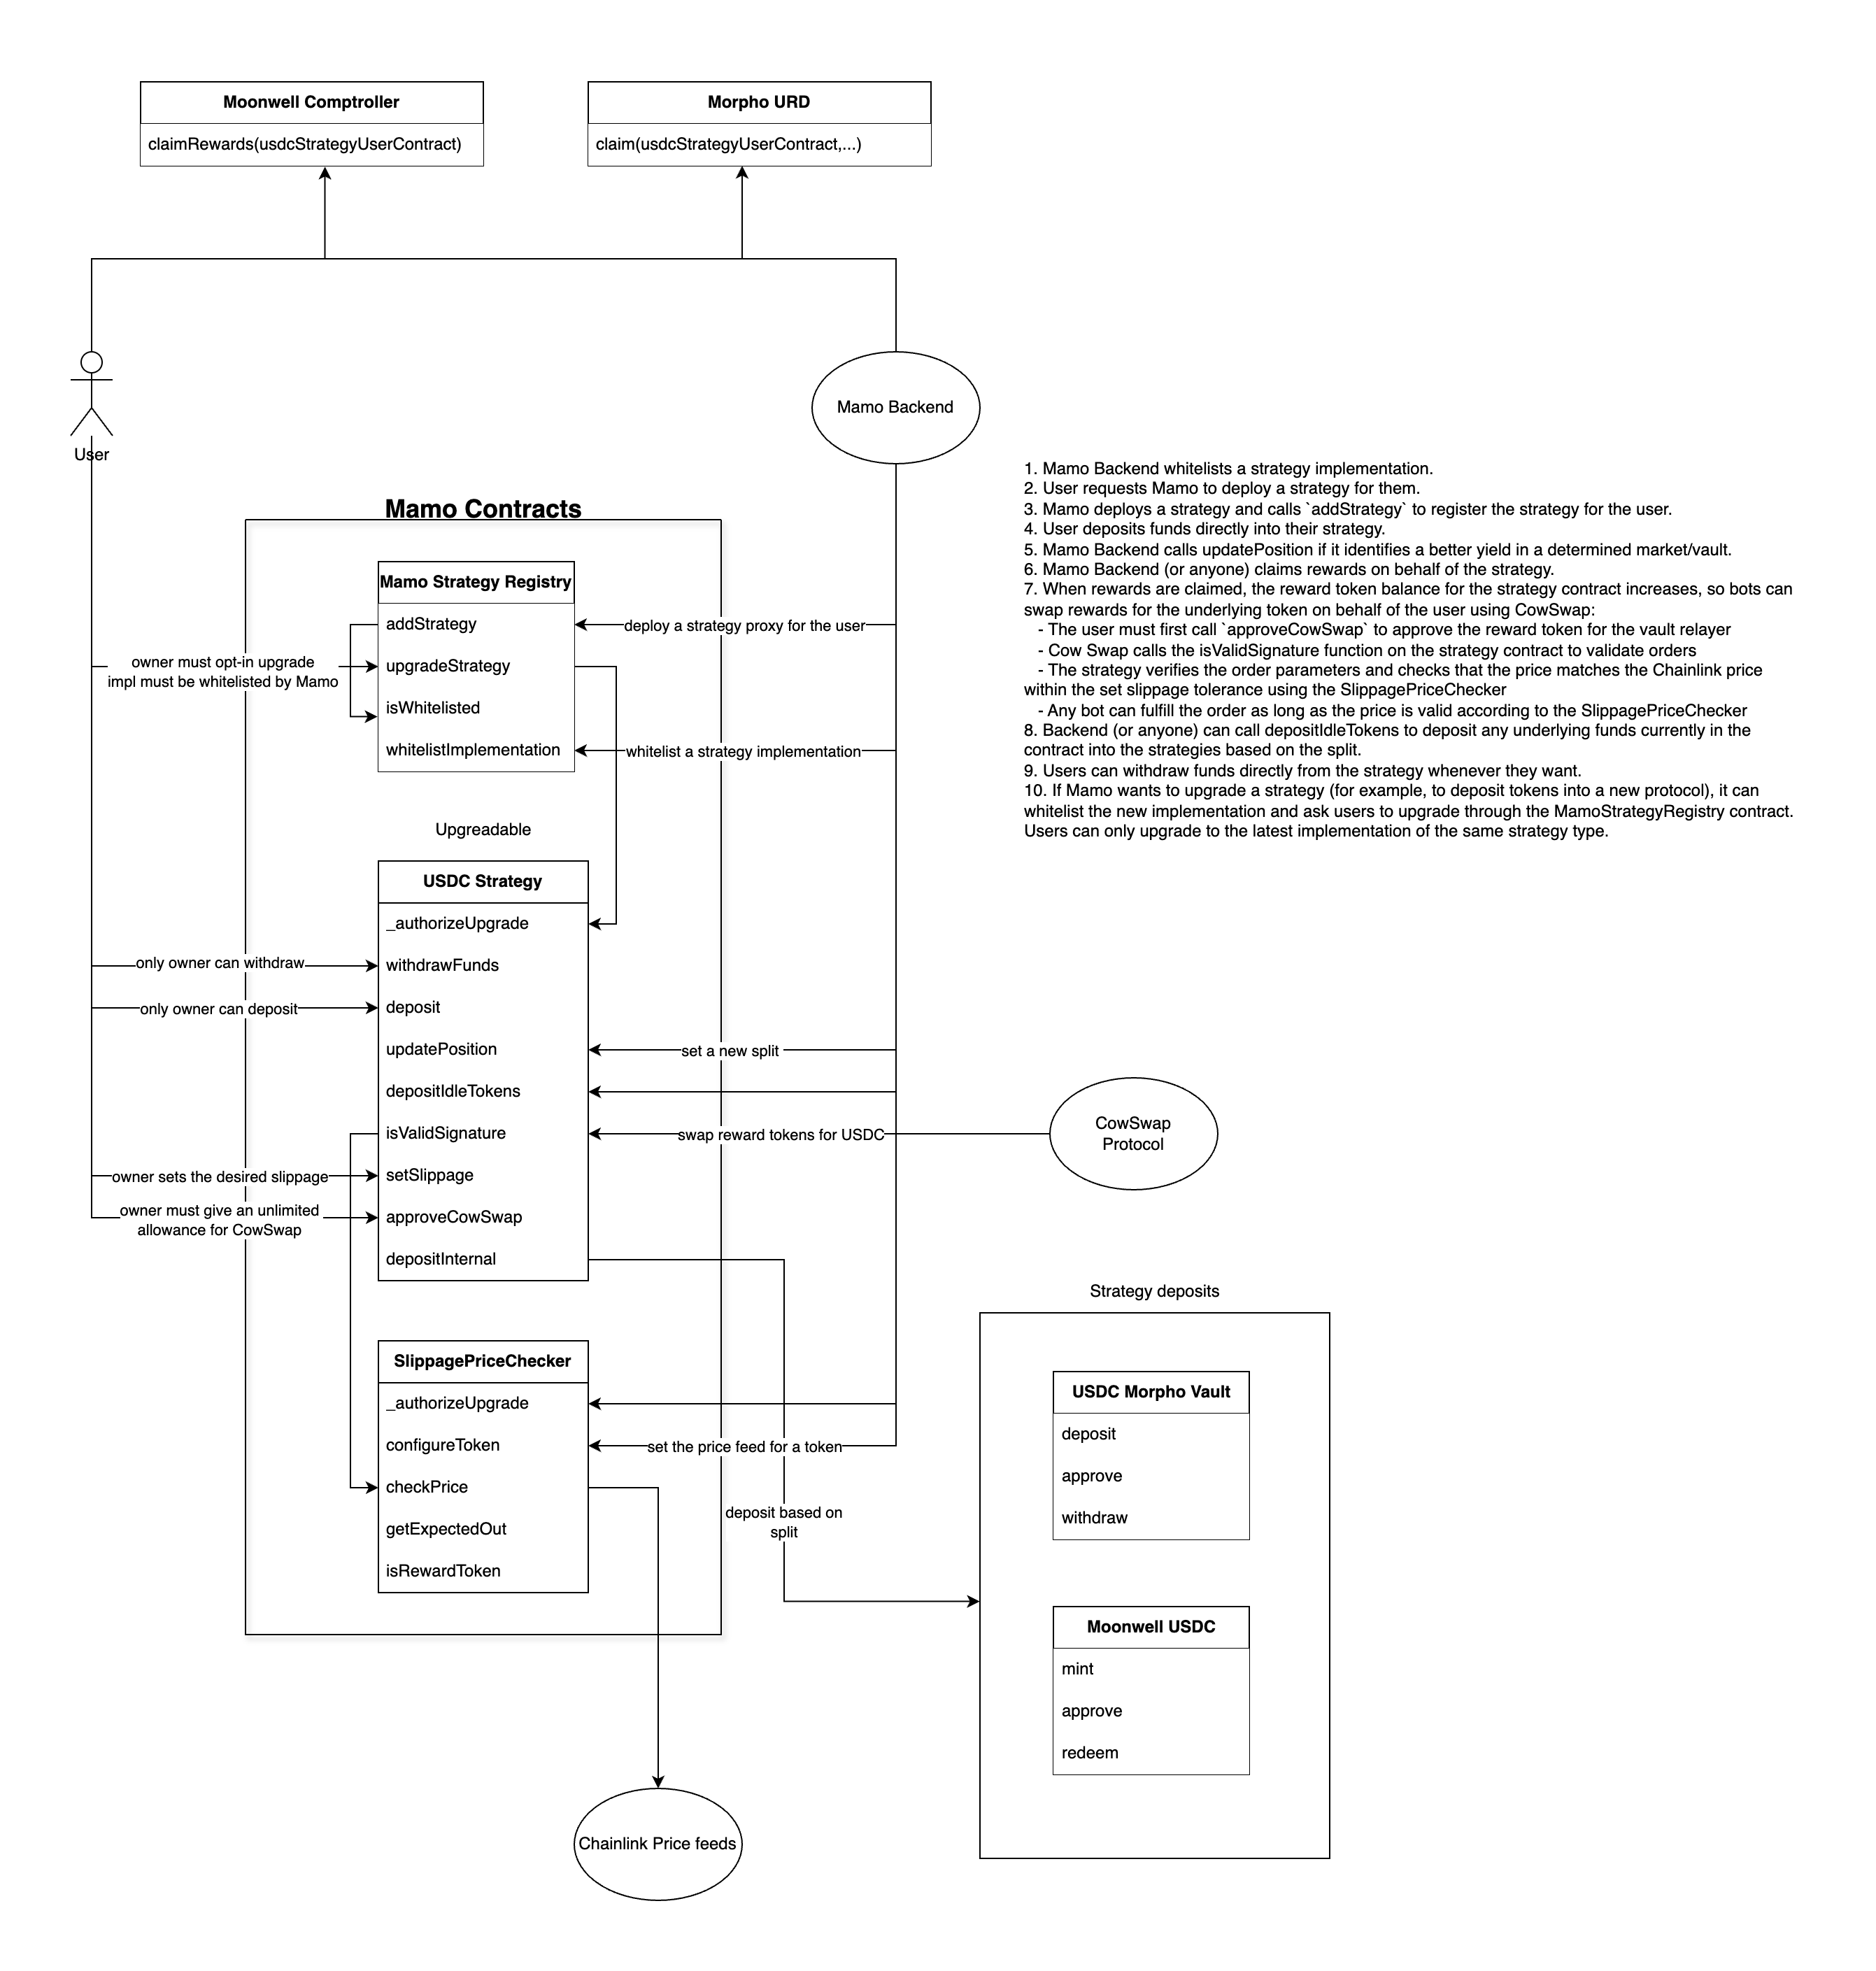 Moonwell Comptroller
claimRewards(usdcStrategyUserContract)
Morpho URD
claim(usdcStrategyUserContract,...)
User
Mamo Backend
1. Mamo Backend whitelists a strategy implementation.
2. User requests Mamo to deploy a strategy for them.
3. Mamo deploys a strategy and calls `addStrategy` to register the strategy for the user.
4. User deposits funds directly into their strategy.
5. Mamo Backend calls updatePosition if it identifies a better yield in a determined market/vault.
6. Mamo Backend (or anyone) claims rewards on behalf of the strategy.
7. When rewards are claimed, the reward token balance for the strategy contract increases, so bots can
swap rewards for the underlying token on behalf of the user using CowSwap:
- The user must first call `approveCowSwap` to approve the reward token for the vault relayer
- Cow Swap calls the isValidSignature function on the strategy contract to validate orders
- The strategy verifies the order parameters and checks that the price matches the Chainlink price
within the set slippage tolerance using the SlippagePriceChecker
- Any bot can fulfill the order as long as the price is valid according to the SlippagePriceChecker
8. Backend (or anyone) can call depositIdleTokens to deposit any underlying funds currently in the
contract into the strategies based on the split.
9. Users can withdraw funds directly from the strategy whenever they want.
10. If Mamo wants to upgrade a strategy (for example, to deposit tokens into a new protocol), it can
whitelist the new implementation and ask users to upgrade through the MamoStrategyRegistry contract.
Users can only upgrade to the latest implementation of the same strategy type.
Mamo Contracts
Mamo Strategy Registry
addStrategy
upgradeStrategy
isWhitelisted
whitelistImplementation
deploy a strategy proxy for the user
owner must opt-in upgrade
impl must be whitelisted by Mamo
whitelist a strategy implementation
Upgreadable
USDC Strategy
_authorizeUpgrade
withdrawFunds
deposit
updatePosition
depositIdleTokens
isValidSignature
setSlippage
approveCowSwap
depositInternal
only owner can withdraw
only owner can deposit
set a new split
swap reward tokens for USDC
owner sets the desired slippage
owner must give an unlimited
allowance for CowSwap
CowSwap
Protocol
SlippagePriceChecker
_authorizeUpgrade
configureToken
checkPrice
getExpectedOut
isRewardToken
set the price feed for a token
deposit based on
split
Strategy deposits
USDC Morpho Vault
deposit
approve
withdraw
Moonwell USDC
mint
approve
redeem
Chainlink Price feeds